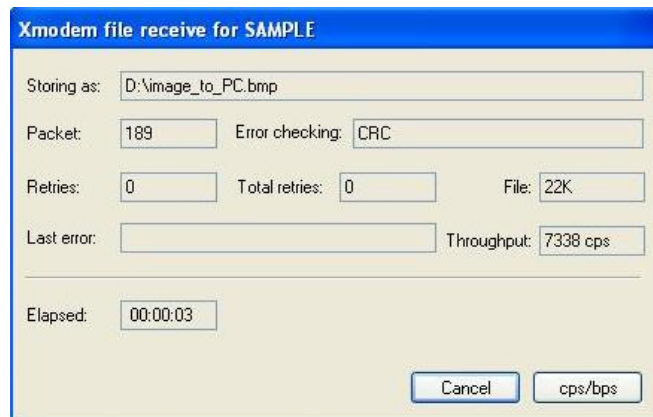 Xmodem file receive for SAMPLE
Storing as: D:\image_to_PC.bmp
Packet: 189 Error checking: CRC
Retries: 0 Total retries: 0 File: 22K
Last error: Throughput: 7338 cps
Elapsed: 00:00:03
Cancel cps/bps